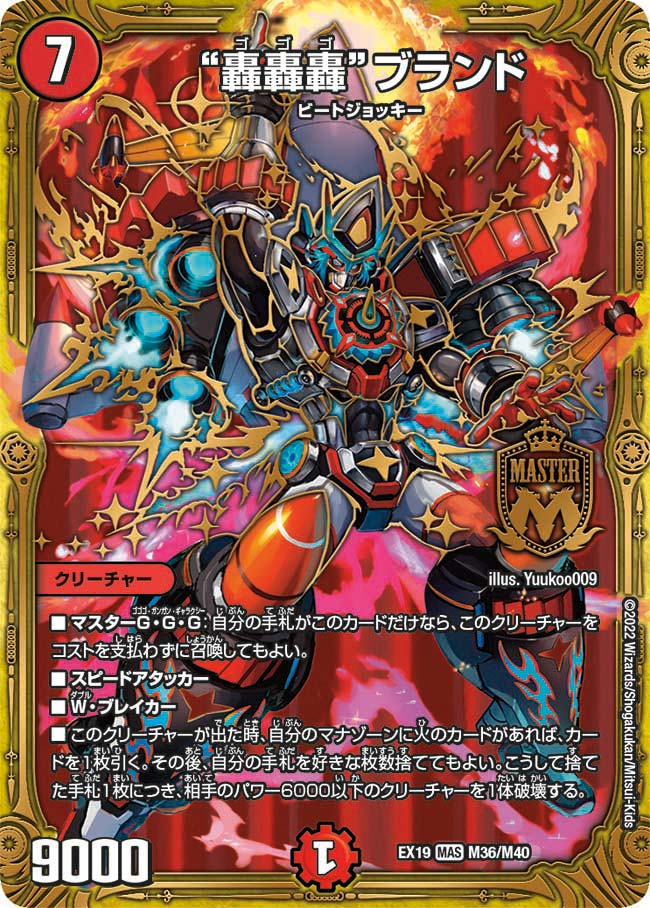 7
ゴゴゴ
“轟轟轟”ブランド
ビートジョッキー
MASTER
M
クリーチャー
illus. Yuukoo009
■ マスターG・G・G:自分の手札がこのカードだけなら、このクリーチャーを
コストを支払わずに召喚してもよい。
■ スピードアタッカー
■ W・ブレイカー
■ このクリーチャーが出た時、自分のマナゾーンに火のカードがあれば、カー
ドを1枚引く。その後、自分の手札を好きな枚数捨ててもよい。こうして捨て
た手札1枚につき、相手のパワー6000以下のクリーチャーを1体破壊する。
©2022 Wizards/Shogakukan/Mitsui-Kids
9000
1
EX19 MAS M36/M40